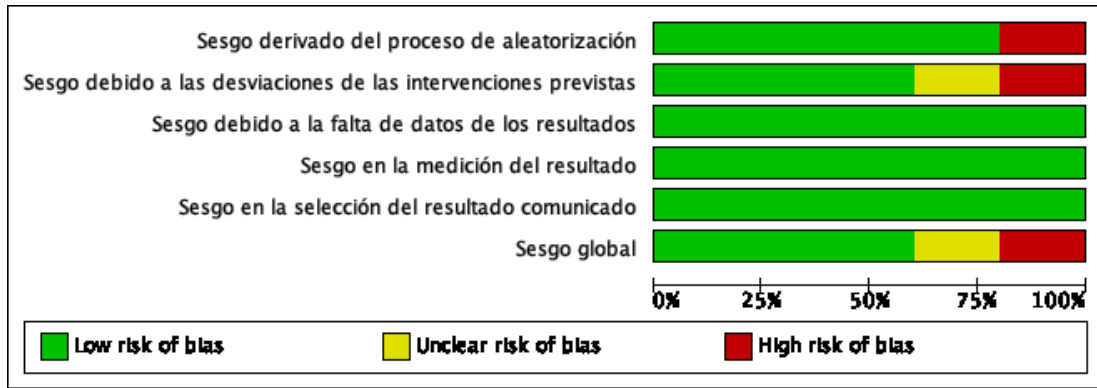 Sesgo derivado del proceso de aleatorización
Sesgo debido a las desviaciones de las intervenciones previstas
Sesgo debido a la falta de datos de los resultados
Sesgo en la medición del resultado
Sesgo en la selección del resultado comunicado
Sesgo global
0% 25% 50% 75% 100%
Low risk of bias Unclear risk of bias High risk of bias